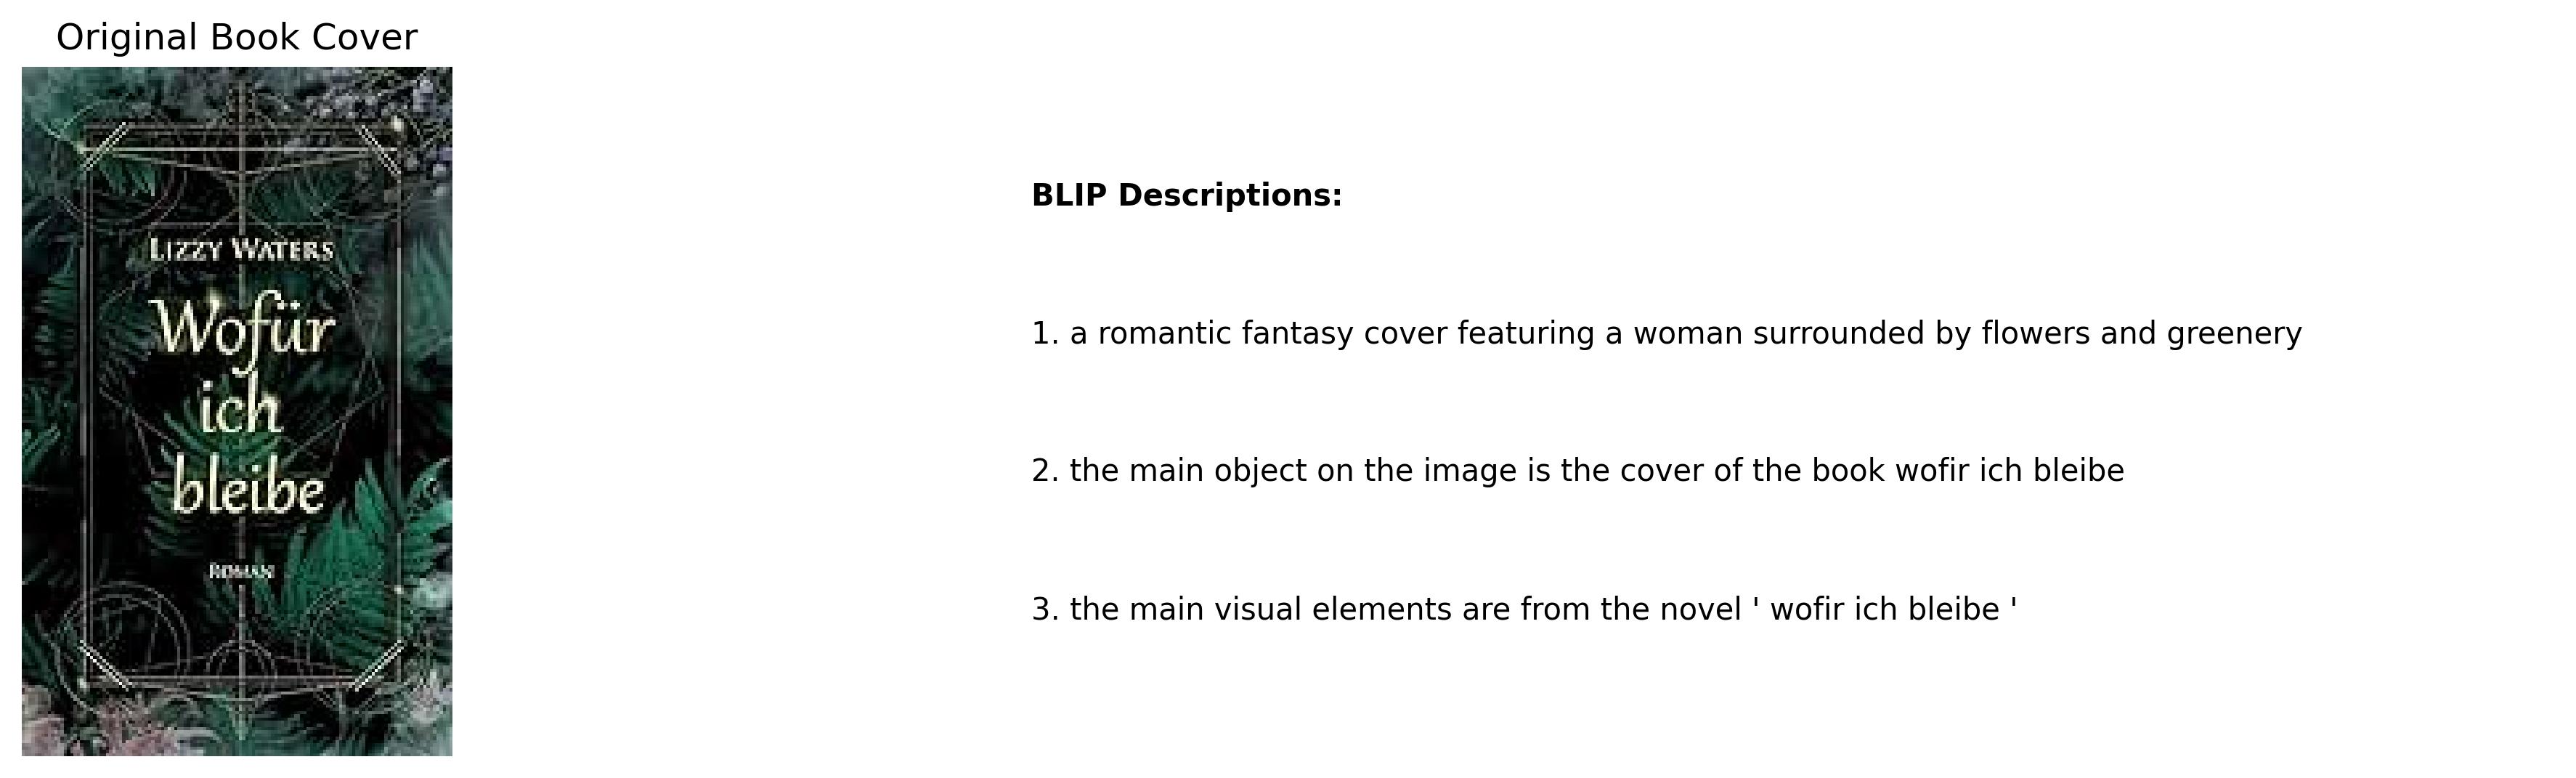 Original Book Cover
LIZZY WATERS
Wofür
ich
bleibe
ROMAN
BLIP Descriptions:
1. a romantic fantasy cover featuring a woman surrounded by flowers and greenery
2. the main object on the image is the cover of the book wofir ich bleibe
3. the main visual elements are from the novel ' wofir ich bleibe '